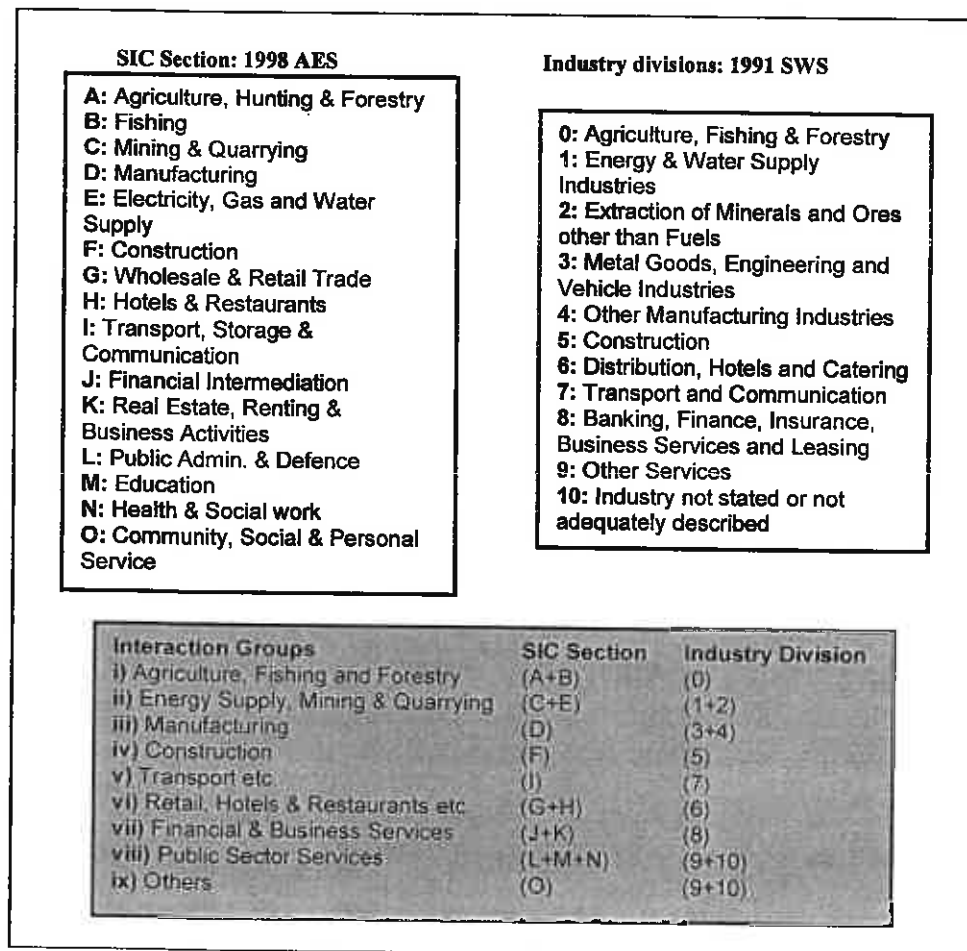 SIC Section: 1998 AES
A: Agriculture, Hunting & Forestry
B: Fishing
C: Mining & Quarrying
D: Manufacturing
E: Electricity, Gas and Water
Supply
F: Construction
G: Wholesale & Retail Trade
H: Hotels & Restaurants
I: Transport, Storage &
Communication
J: Financial Intermediation
K: Real Estate, Renting &
Business Activities
L: Public Admin. & Defence
M: Education
N: Health & Social work
O: Community, Social & Personal
Service
Industry divisions: 1991 SWS
0: Agriculture, Fishing & Forestry
1: Energy & Water Supply
Industries
2: Extraction of Minerals and Ores
other than Fuels
3: Metal Goods, Engineering and
Vehicle Industries
4: Other Manufacturing Industries
5: Construction
6: Distribution, Hotels and Catering
7: Transport and Communication
8: Banking, Finance, Insurance,
Business Services and Leasing
9: Other Services
10: Industry not stated or not
adequately described
Interaction Groups SIC Section Industry Division
i) Agriculture, Fishing and Forestry (A+B) (0)
ii) Energy Supply, Mining & Quarrying (C+E) (1+2)
iii) Manufacturing (D) (3+4)
iv) Construction (F) (5)
v) Transport etc (I) (7)
vi) Retail, Hotels & Restaurants etc (G+H) (6)
vii) Financial & Business Services (J+K) (8)
viii) Public Sector Services (L+M+N) (9+10)
ix) Others (O) (9+10)